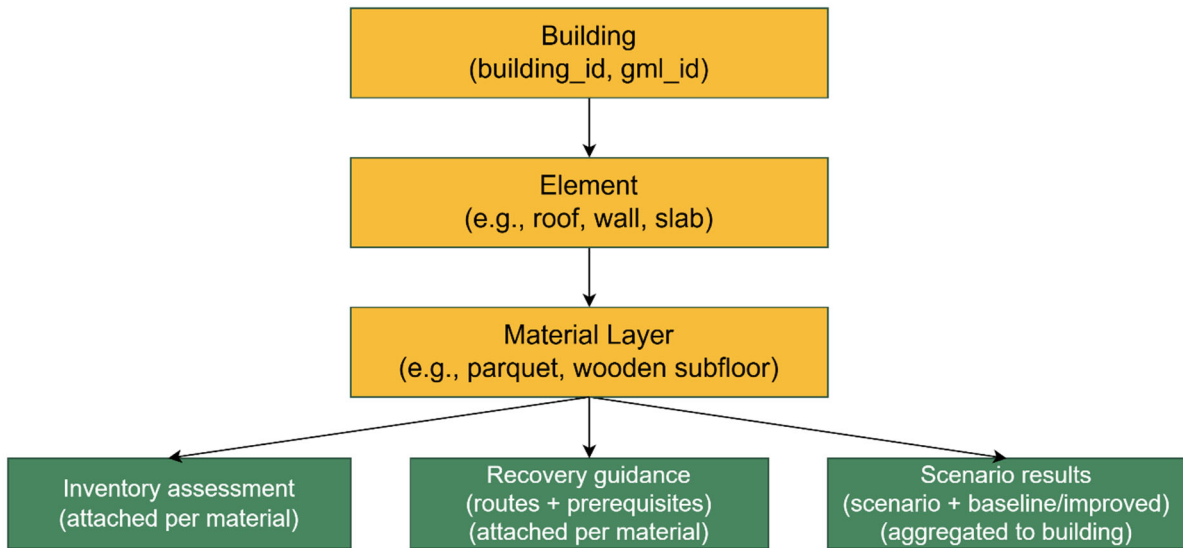 Building
(building_id, gml_id)
Element
(e.g., roof, wall, slab)
Material Layer
(e.g., parquet, wooden subfloor)
Inventory assessment
(attached per material)
Recovery guidance
(routes + prerequisites)
(attached per material)
Scenario results
(scenario + baseline/improved)
(aggregated to building)